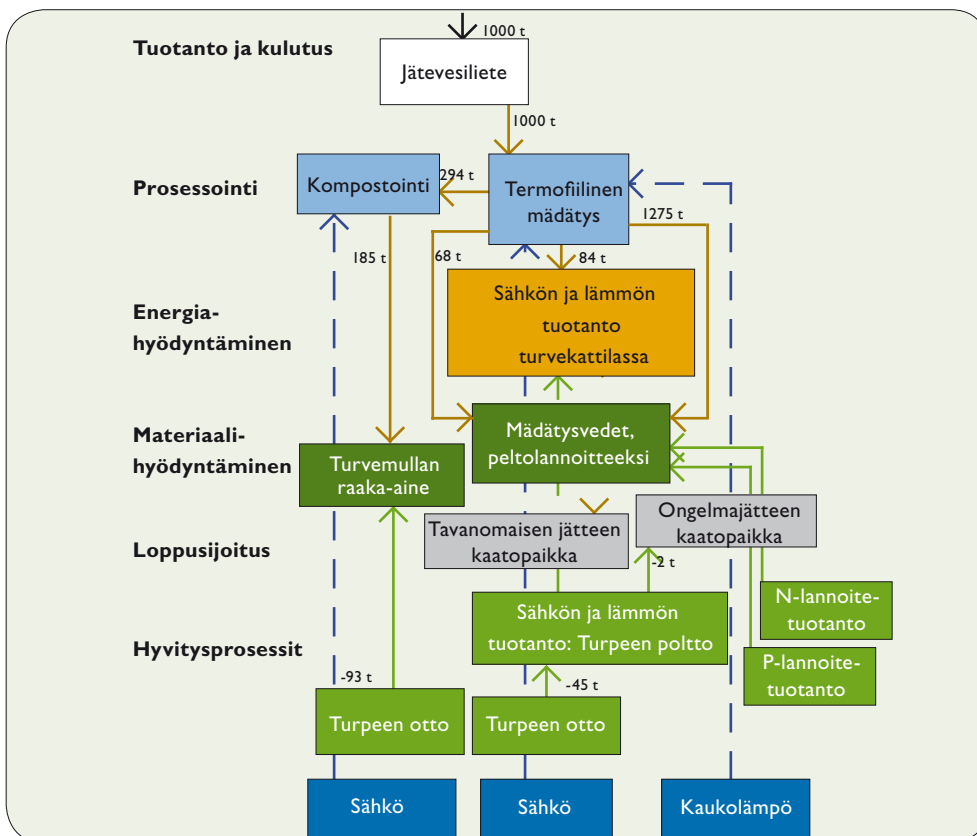 Tuotanto ja kulutus
1000 t
Jätevesiliete
1000 t
Prosessointi
Kompostointi
294 t
Termofiilinen
mädätys
1275 t
185 t
68 t
84 t
Energia-
hyödyntäminen
Sähkön ja lämmön
tuotanto
turvekattilassa
Materiaali-
hyödyntäminen
Turvemullan
raaka-aine
Mädätysvedet,
peltolannoitteeksi
Loppusijoitus
Tavanomaisen jätteen
kaatopaikka
Ongelmajätteen
kaatopaikka
-2 t
Hyvitysprosessit
Sähkön ja lämmön
tuotanto: Turpeen poltto
N-lannoite-
tuotanto
P-lannoite-
tuotanto
-93 t
-45 t
Turpeen otto
Turpeen otto
Sähkö
Sähkö
Kaukolämpö